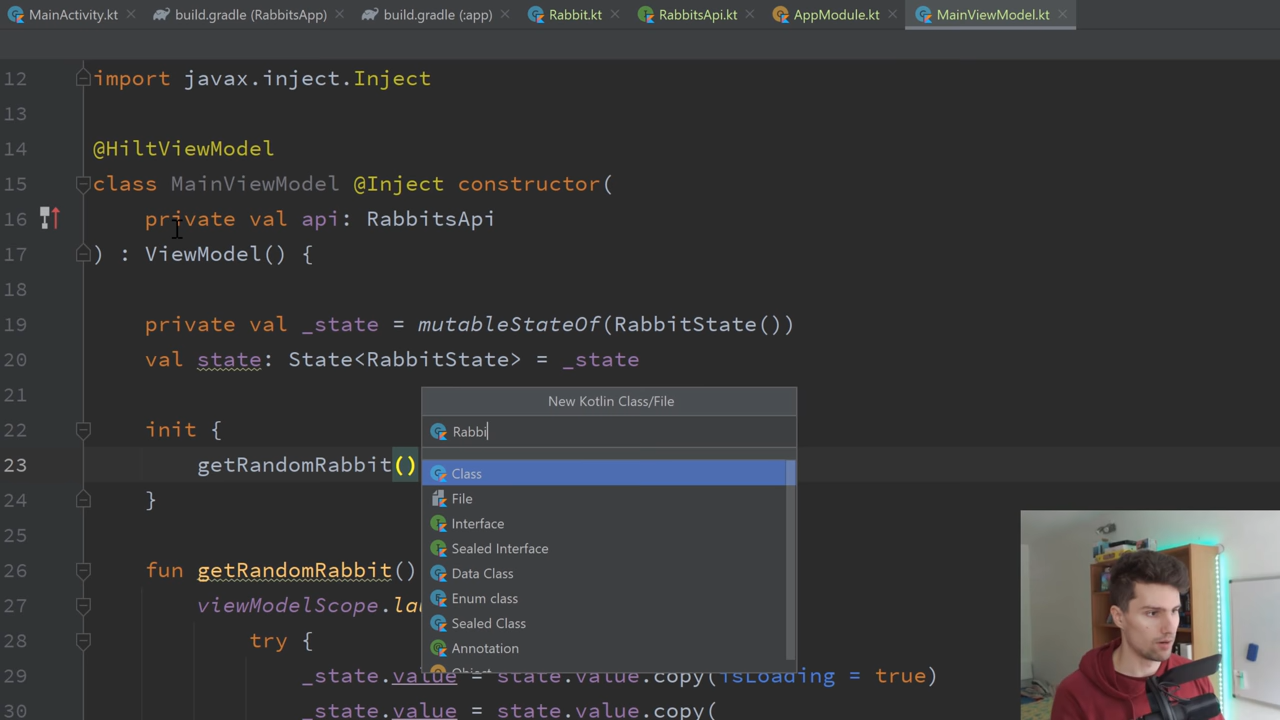 MainActivity.kt
build.gradle (RabbitsApp)
build.gradle (:app)
Rabbit.kt
RabbitsApi.kt
AppModule.kt
MainViewModel.kt
12 import javax.inject.Inject
13
14 @HiltViewModel
15 class MainViewModel @Inject constructor(
16 private val api: RabbitsApi
17 ) : ViewModel() {
18
19 private val _state = mutableStateOf(RabbitState())
20 val state: State<RabbitState> = _state
21
New Kotlin Class/File
22 init {
Rabbi
23 getRandomRabbit()
Class
24 }
File
Interface
25
Sealed Interface
26 fun getRandomRabbit()
Data Class
27 viewModelScope.la
Enum class
Sealed Class
28 try {
Annotation
Object
29 _state.value = state.value.copy(isLoading = true)
_state.value = state.value.copy(